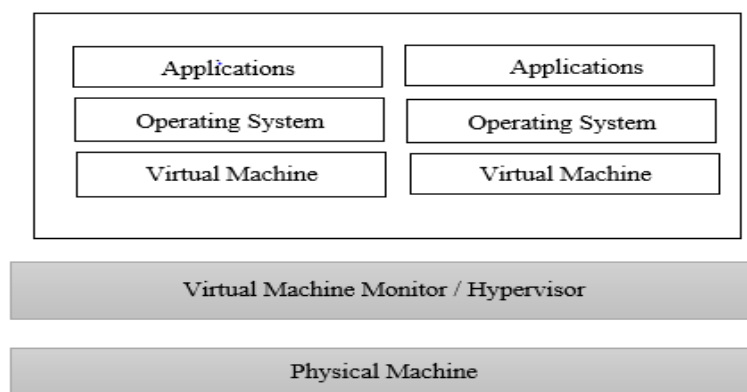 Applications
Applications
Operating System
Operating System
Virtual Machine
Virtual Machine
Virtual Machine Monitor / Hypervisor
Physical Machine